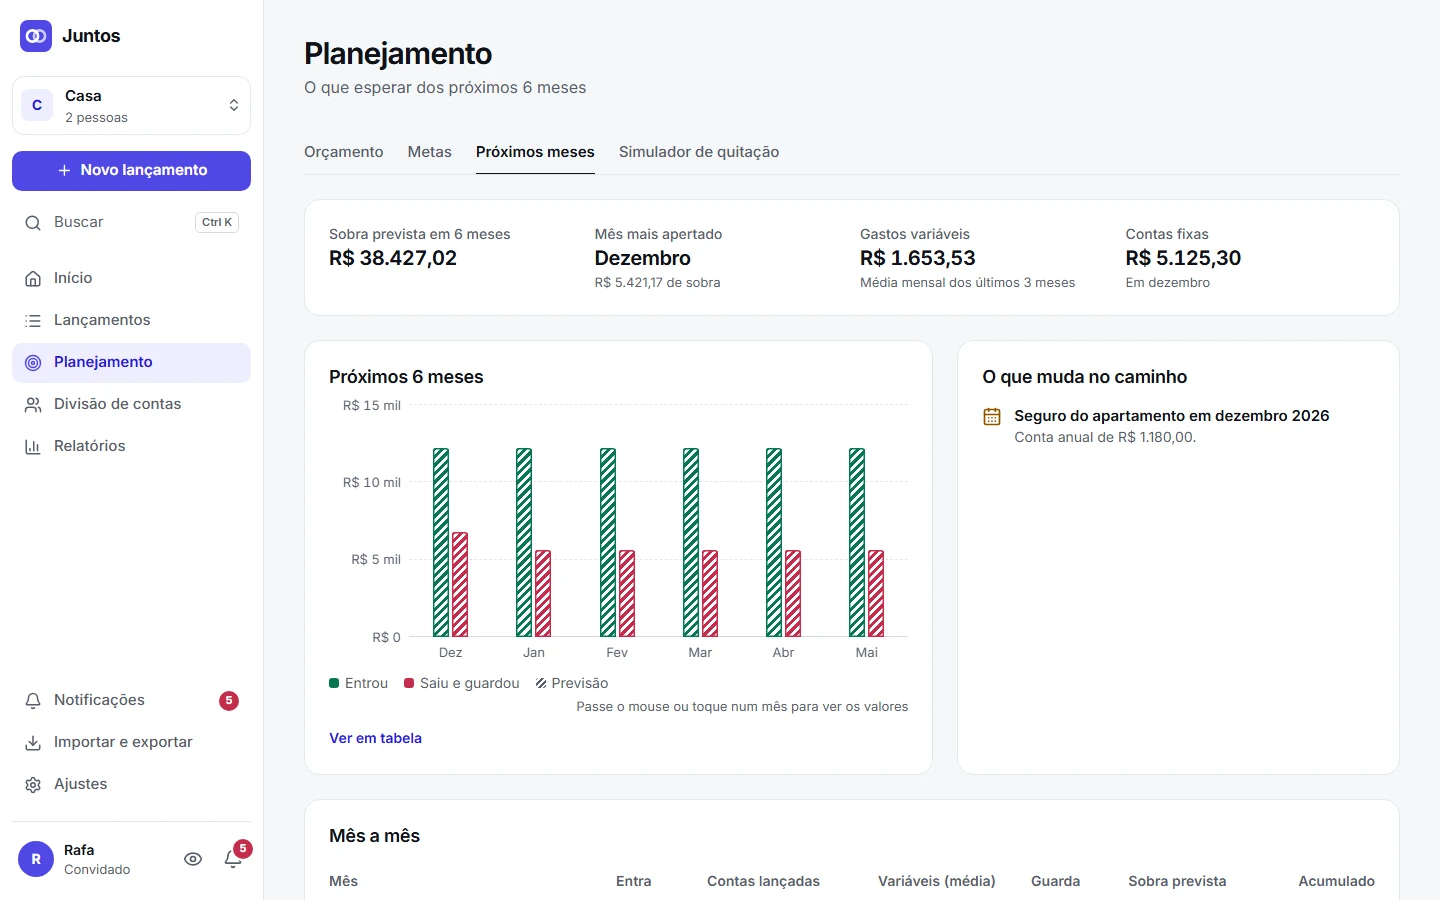 Juntos
C
Casa
2 pessoas
Novo lançamento
Buscar
Ctrl K
Início
Lançamentos
Planejamento
Divisão de contas
Relatórios
Notificações
5
Importar e exportar
Ajustes
R
Rafa
Convidado
5
Planejamento
O que esperar dos próximos 6 meses
Orçamento
Metas
Próximos meses
Simulador de quitação
Sobra prevista em 6 meses
R$ 38.427,02
Mês mais apertado
Dezembro
R$ 5.421,17 de sobra
Gastos variáveis
R$ 1.653,53
Média mensal dos últimos 3 meses
Contas fixas
R$ 5.125,30
Em dezembro
Próximos 6 meses
R$ 15 mil
R$ 10 mil
R$ 5 mil
R$ 0
Dez Jan Fev Mar Abr Mai
Entrou Saiu e guardou Previsão
Passe o mouse ou toque num mês para ver os valores
Ver em tabela
O que muda no caminho
Seguro do apartamento em dezembro 2026
Conta anual de R$ 1.180,00.
Mês a mês
Mês Entra Contas lançadas Variáveis (média) Guarda Sobra prevista Acumulado